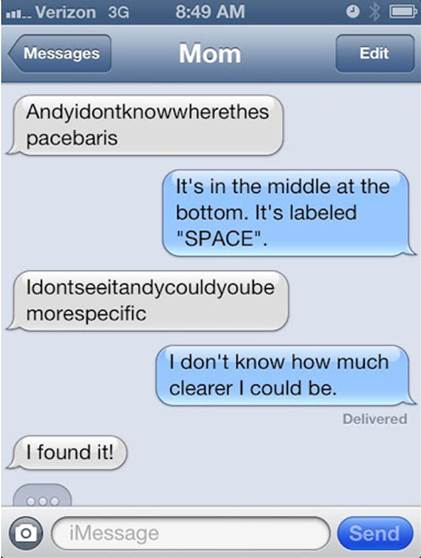 Verizon 3G 8:49 AM
Messages Mom Edit
Andyidontknowwherethes
pacebaris
It's in the middle at the
bottom. It's labeled
"SPACE".
Idontseeitandycouldyoube
morespecific
I don't know how much
clearer I could be.
Delivered
I found it!
iMessage Send